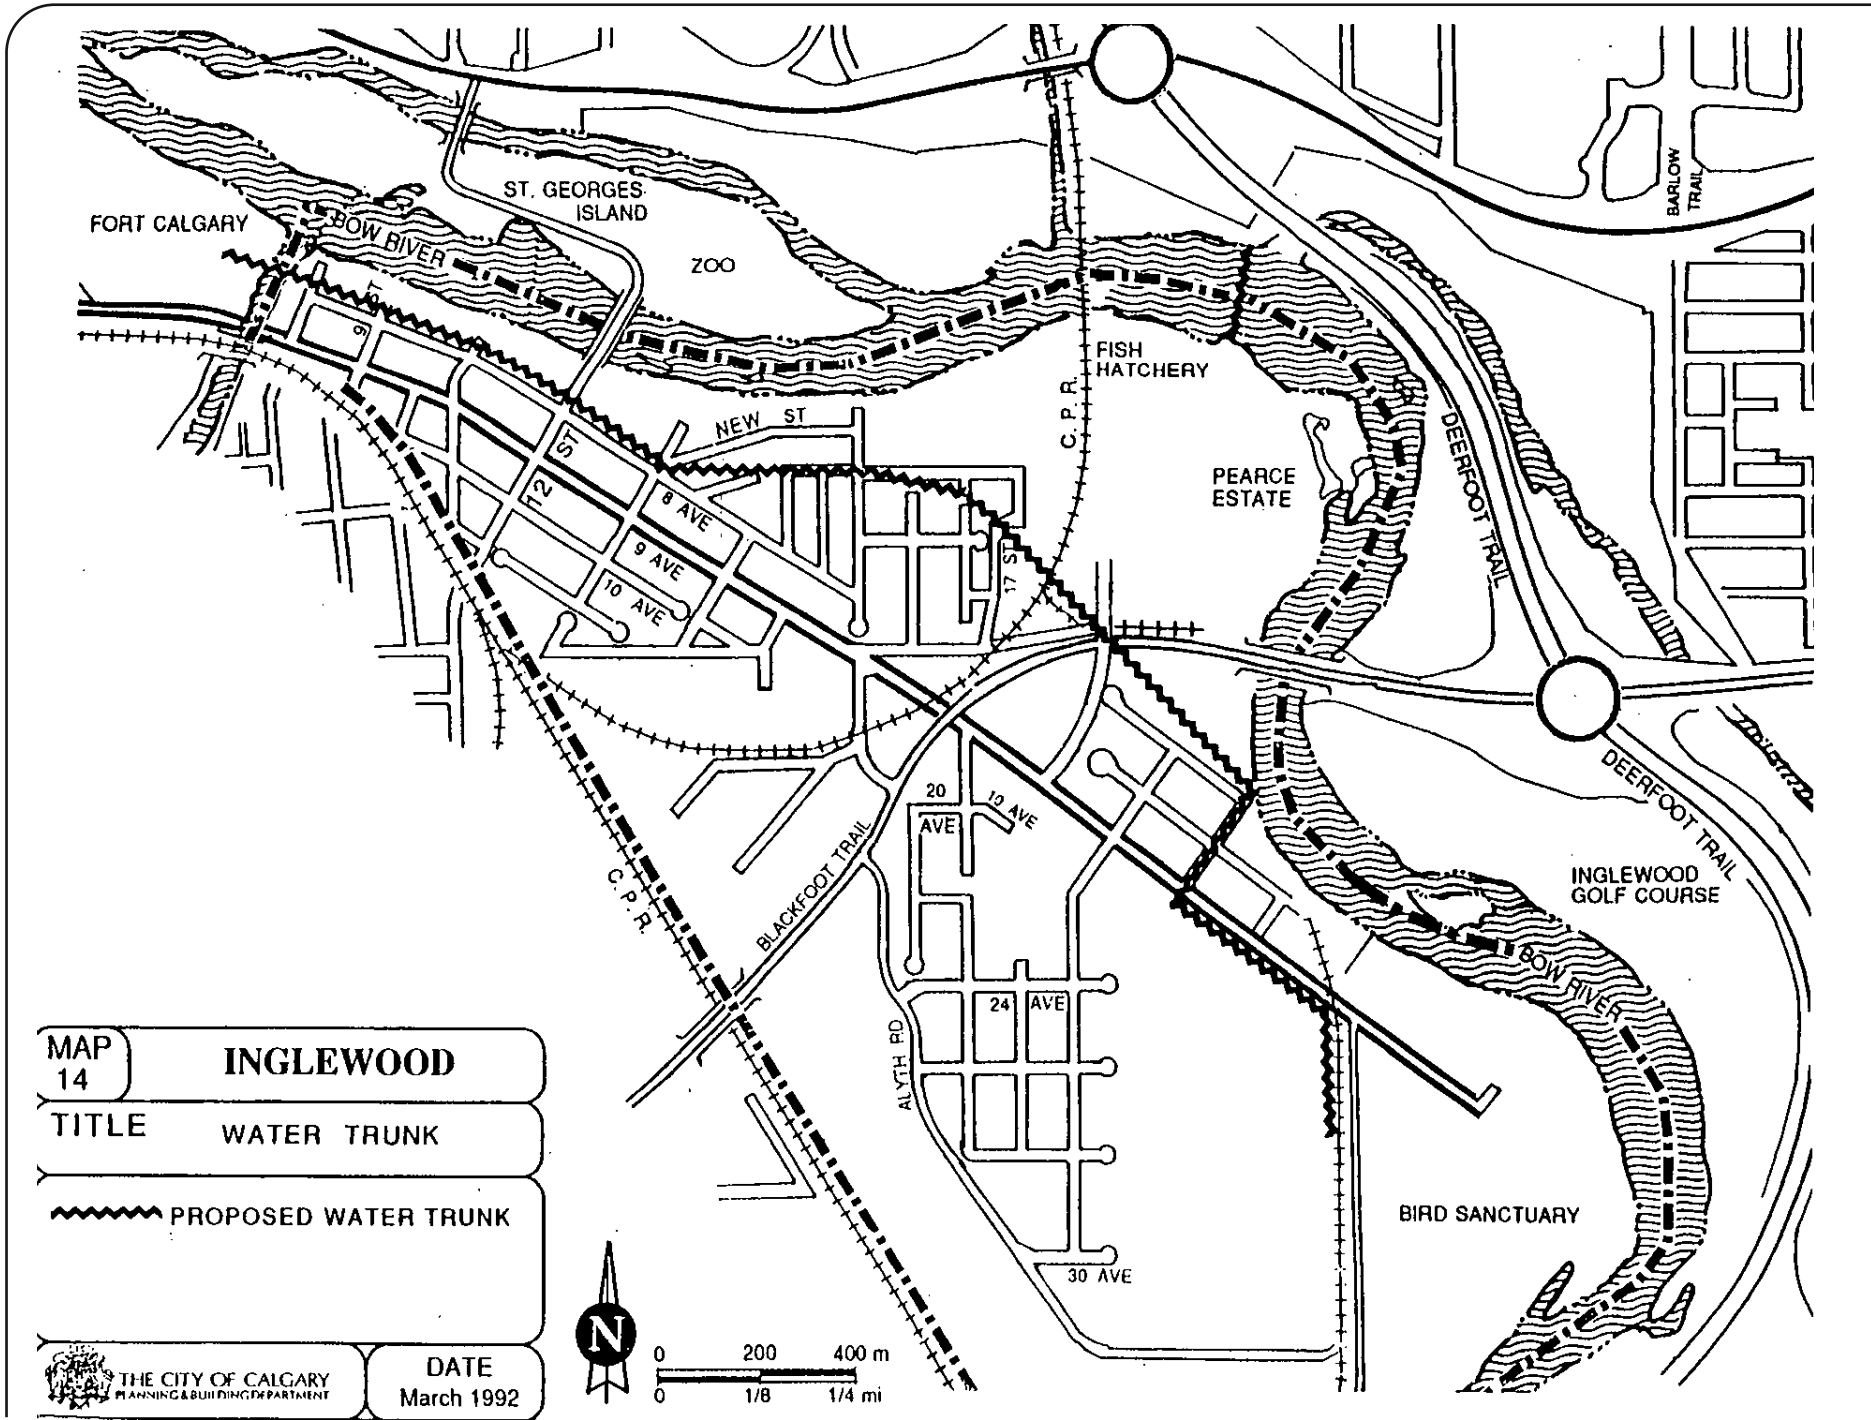 BARLOW
TRAIL
ST. GEORGES
ISLAND
FORT CALGARY
BOW RIVER
ZOO
9 ST
FISH
HATCHERY
C. P. R.
NEW ST
DEERFOOT TRAIL
PEARCE
ESTATE
12 ST
8 AVE
9 AVE
10 AVE
17 ST
20
AVE
19 AVE
DEERFOOT TRAIL
BLACKFOOT TRAIL
C. P. R.
INGLEWOOD
GOLF COURSE
BOW RIVER
24 AVE
ALYTH RD
BIRD SANCTUARY
30 AVE
MAP
14
INGLEWOOD
TITLE
WATER TRUNK
PROPOSED WATER TRUNK
THE CITY OF CALGARY
PLANNING & BUILDING DEPARTMENT
DATE
March 1992
N
0 200 400 m
0 1/8 1/4 mi